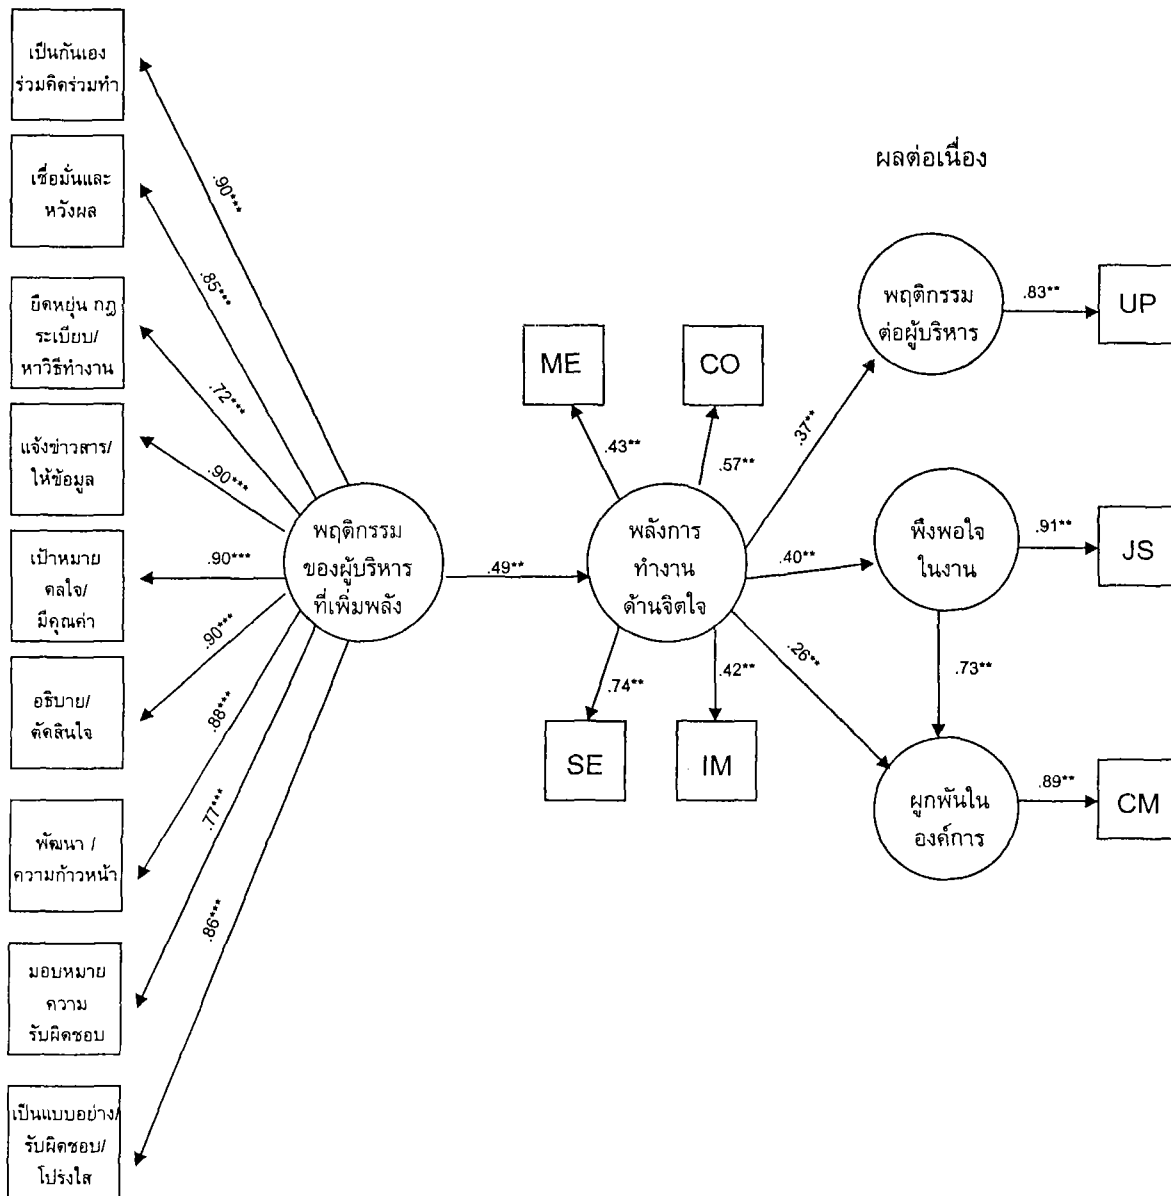 เป็นกันเอง
ร่วมคิดร่วมทำ
.90***
เชื่อมั่นและ
หวังผล
.85***
ยืดหยุ่น กฎ
ระเบียบ/
หาวิธีทำงาน
.72***
แจ้งข่าวสาร/
ให้ข้อมูล
.90***
เป้าหมาย
ดลใจ/
มีคุณค่า
.90***
อธิบาย/
ตัดสินใจ
.90***
พัฒนา /
ความก้าวหน้า
.88***
มอบหมาย
ความ
รับผิดชอบ
.77***
เป็นแบบอย่าง/
รับผิดชอบ/
โปร่งใส
.86***
พฤติกรรม
ของผู้บริหาร
ที่เพิ่มพลัง
.49**
ME
.43**
CO
.57**
พลังการ
ทำงาน
ด้านจิตใจ
.74**
SE
.42**
IM
ผลต่อเนื่อง
.37**
พฤติกรรม
ต่อผู้บริหาร
.83**
UP
.40**
พึงพอใจ
ในงาน
.91**
JS
.26**
.73**
ผูกพันใน
องค์การ
.89**
CM